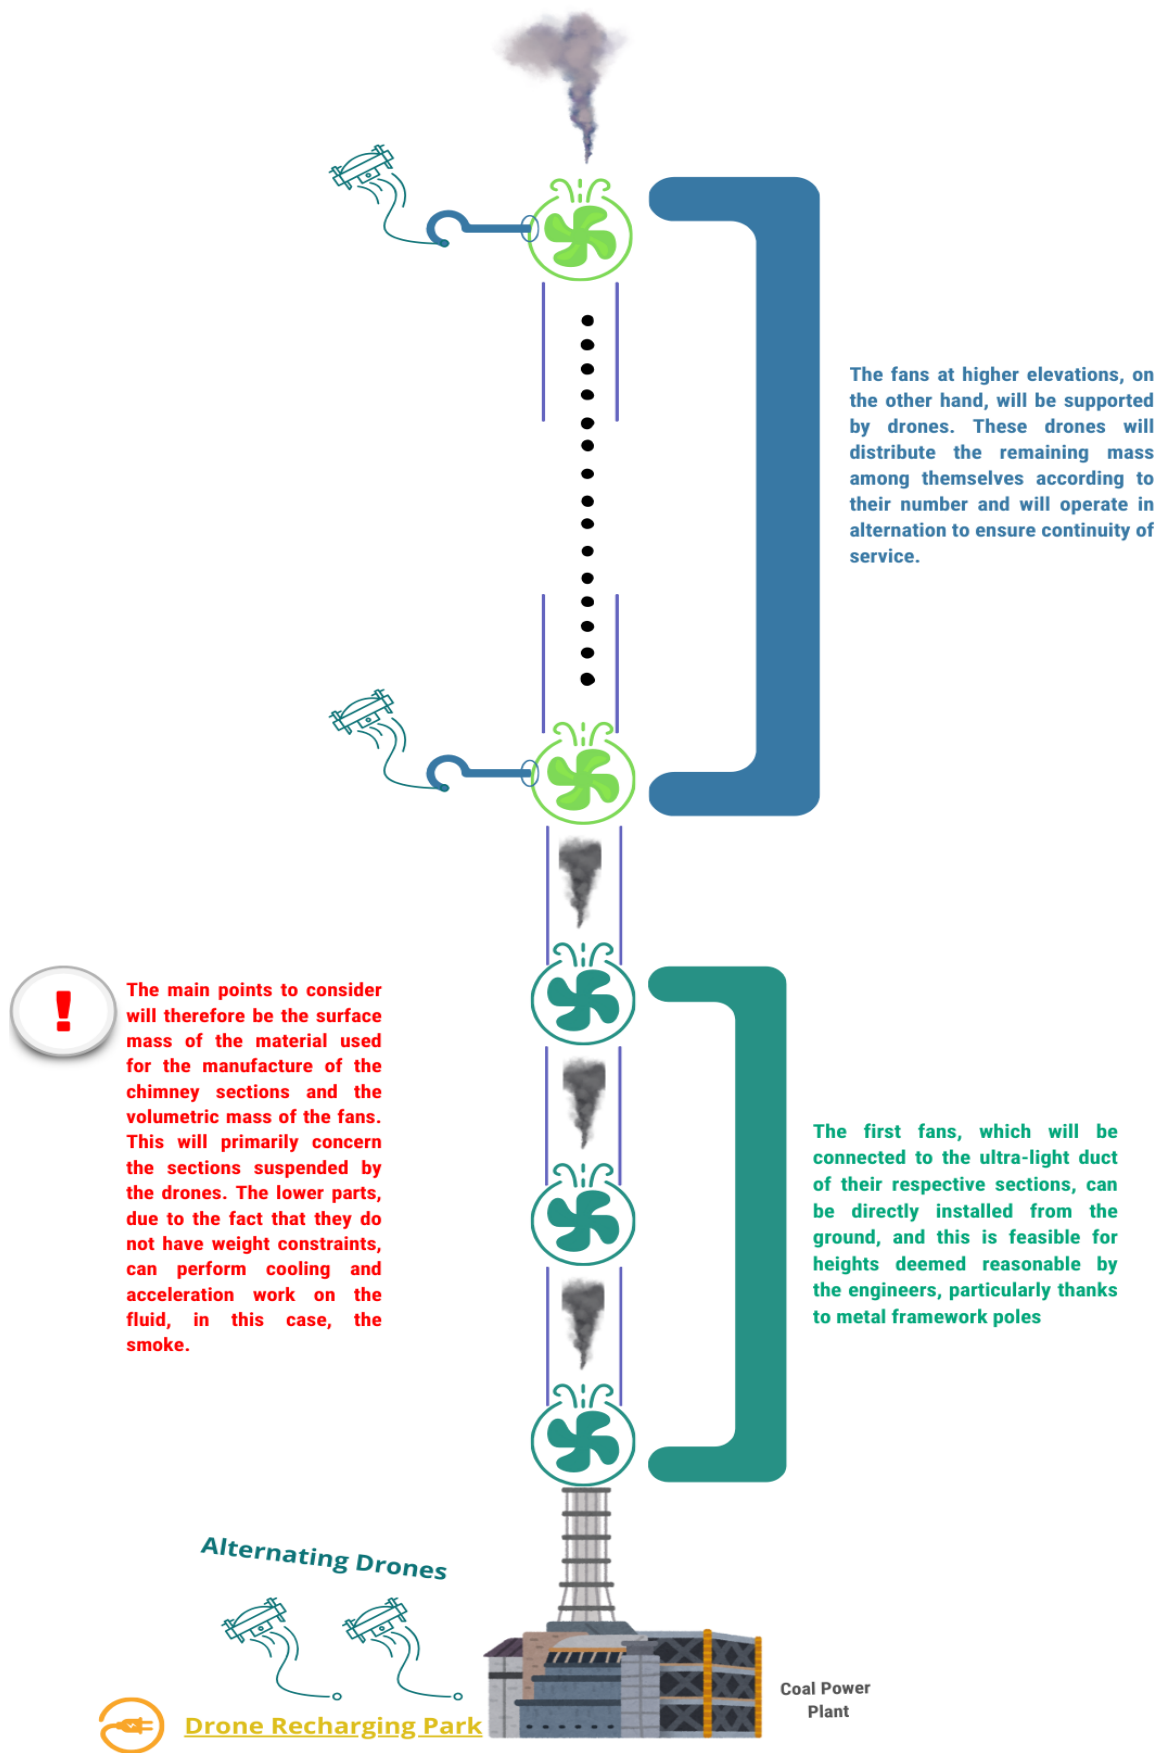 The fans at higher elevations, on
the other hand, will be supported
by drones. These drones will
distribute the remaining mass
among themselves according to
their number and will operate in
alternation to ensure continuity of
service.
!
The main points to consider
will therefore be the surface
mass of the material used
for the manufacture of the
chimney sections and the
volumetric mass of the fans.
This will primarily concern
the sections suspended by
the drones. The lower parts,
due to the fact that they do
not have weight constraints,
can perform cooling and
acceleration work on the
fluid, in this case, the
smoke.
The first fans, which will be
connected to the ultra-light duct
of their respective sections, can
be directly installed from the
ground, and this is feasible for
heights deemed reasonable by
the engineers, particularly thanks
to metal framework poles
Alternating Drones
Coal Power
Plant
Drone Recharging Park